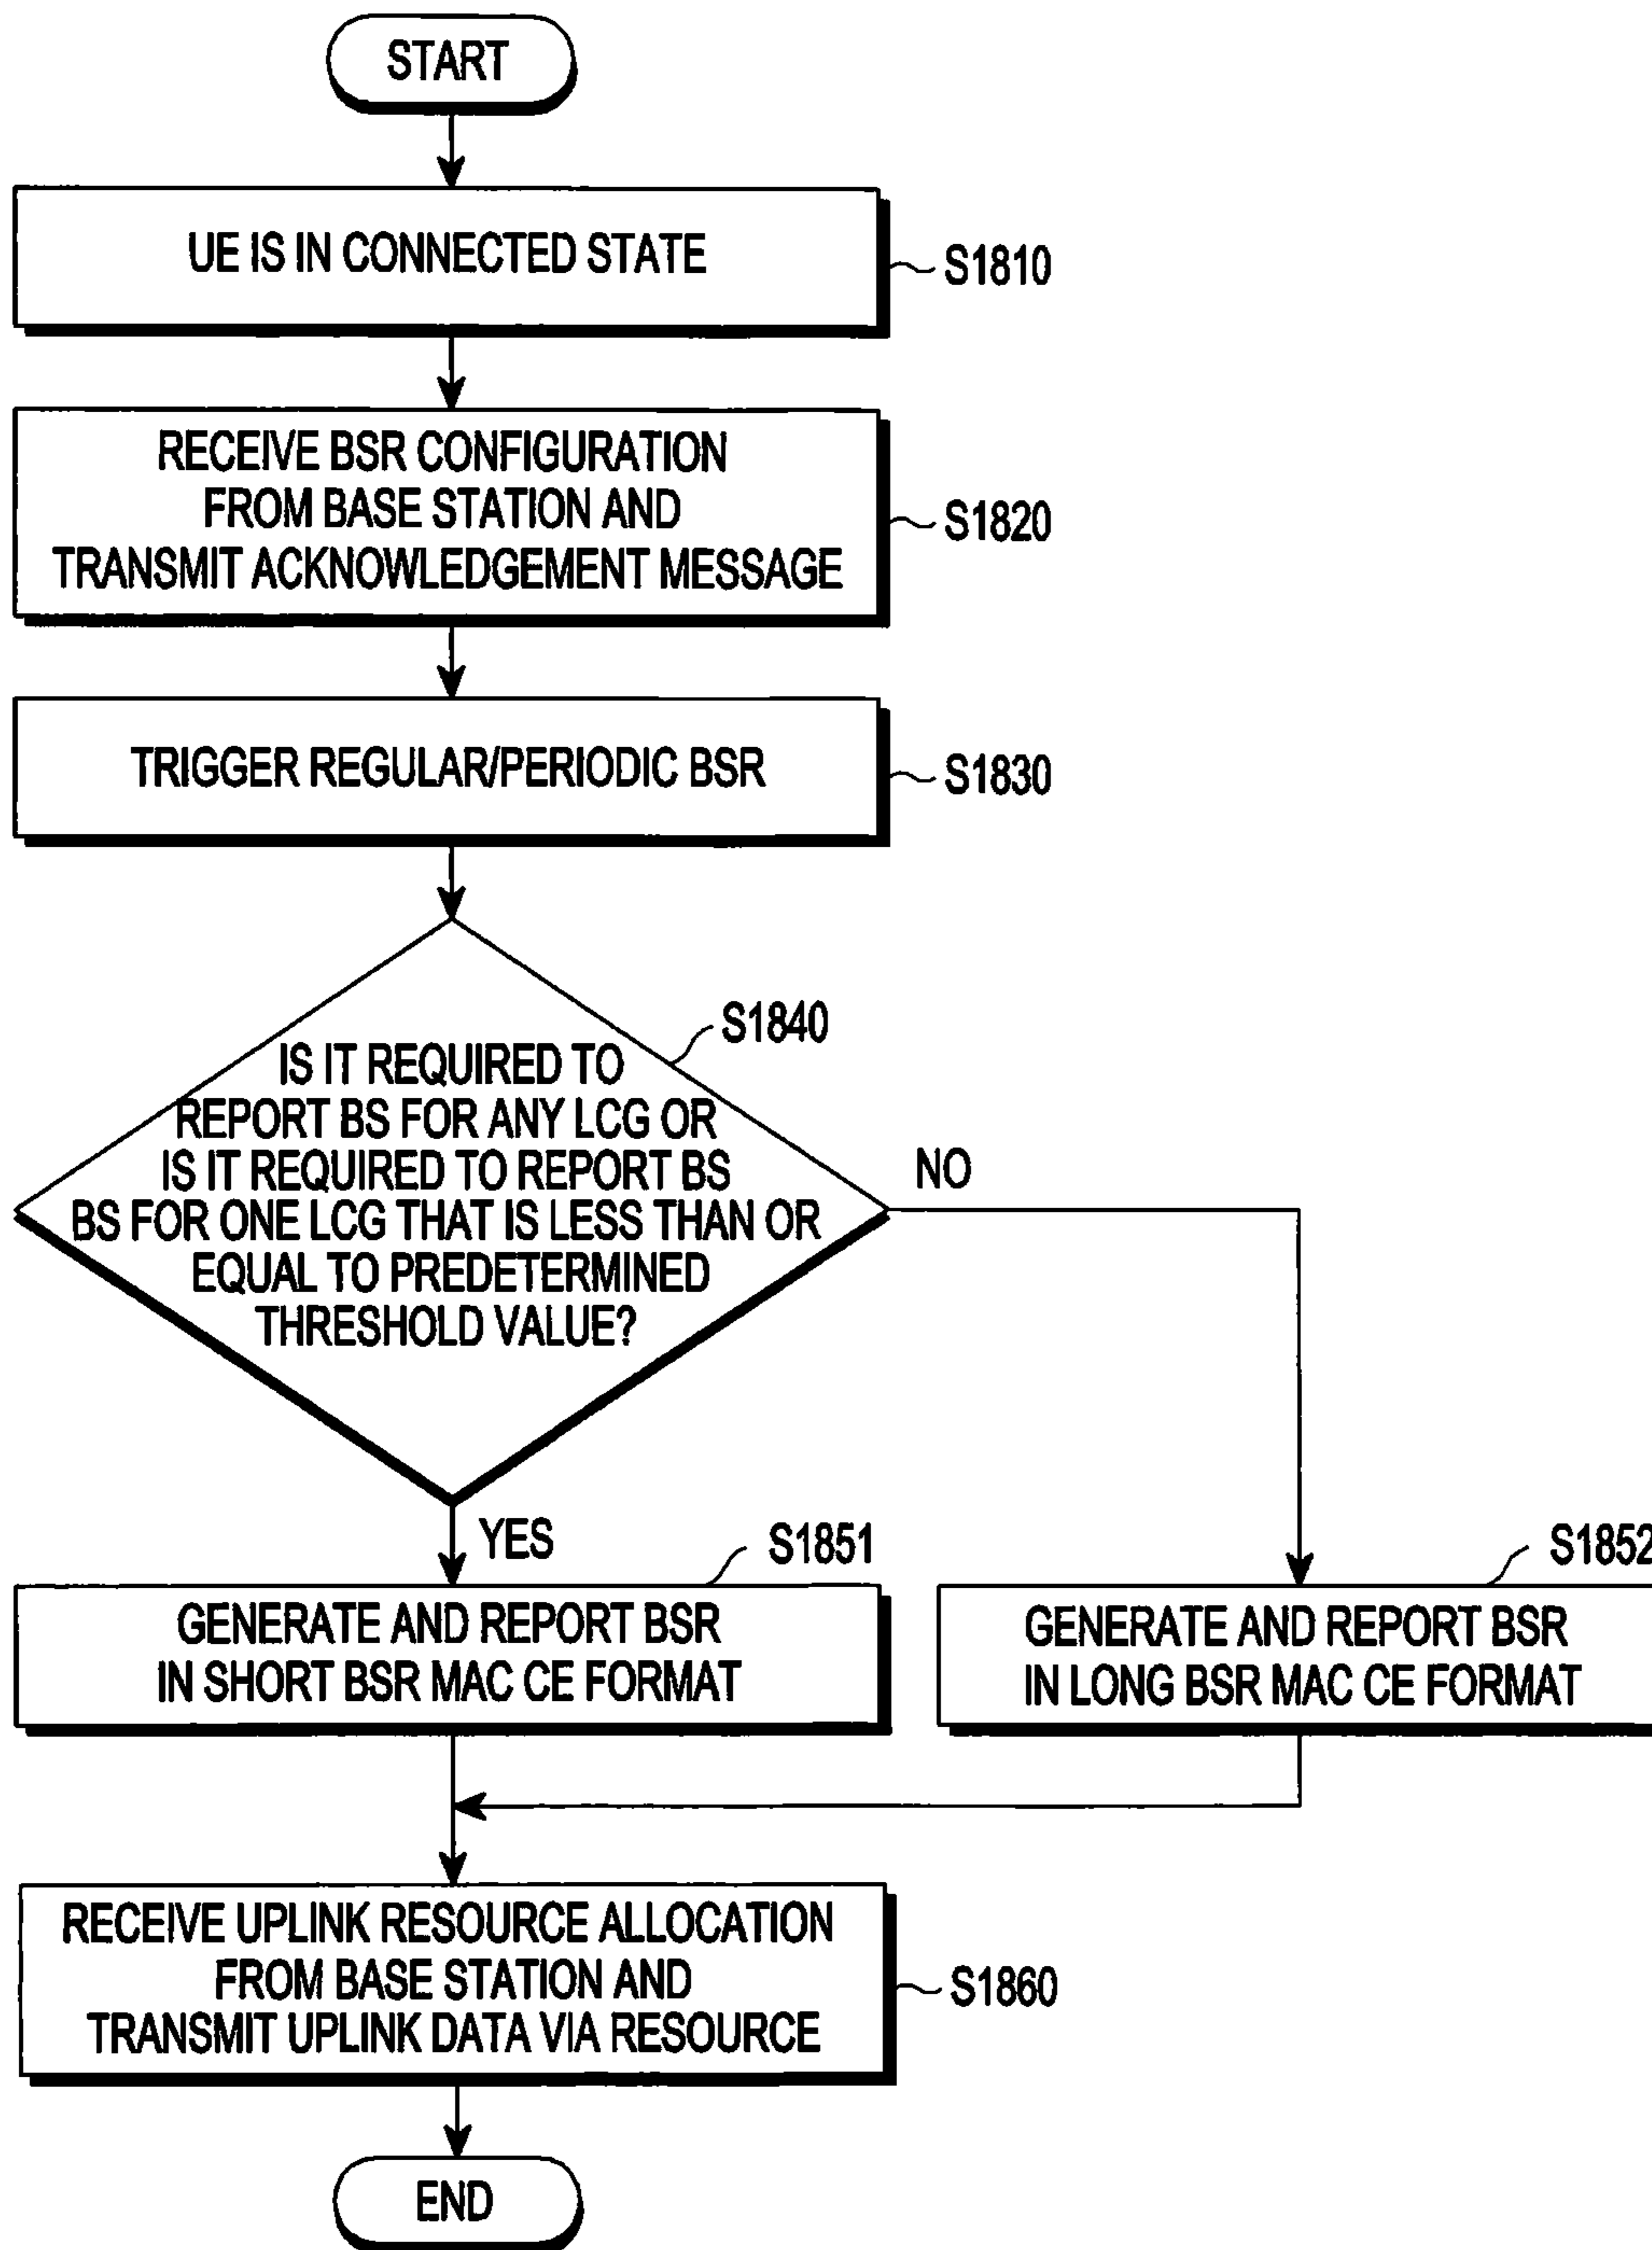 START
UE IS IN CONNECTED STATE
S1810
RECEIVE BSR CONFIGURATION
FROM BASE STATION AND
TRANSMIT ACKNOWLEDGEMENT MESSAGE
S1820
TRIGGER REGULAR/PERIODIC BSR
S1830
S1840
IS IT REQUIRED TO
REPORT BS FOR ANY LCG OR
IS IT REQUIRED TO REPORT BS
BS FOR ONE LCG THAT IS LESS THAN OR
EQUAL TO PREDETERMINED
THRESHOLD VALUE?
NO
YES
S1851
GENERATE AND REPORT BSR
IN SHORT BSR MAC CE FORMAT
S1852
GENERATE AND REPORT BSR
IN LONG BSR MAC CE FORMAT
RECEIVE UPLINK RESOURCE ALLOCATION
FROM BASE STATION AND
TRANSMIT UPLINK DATA VIA RESOURCE
S1860
END